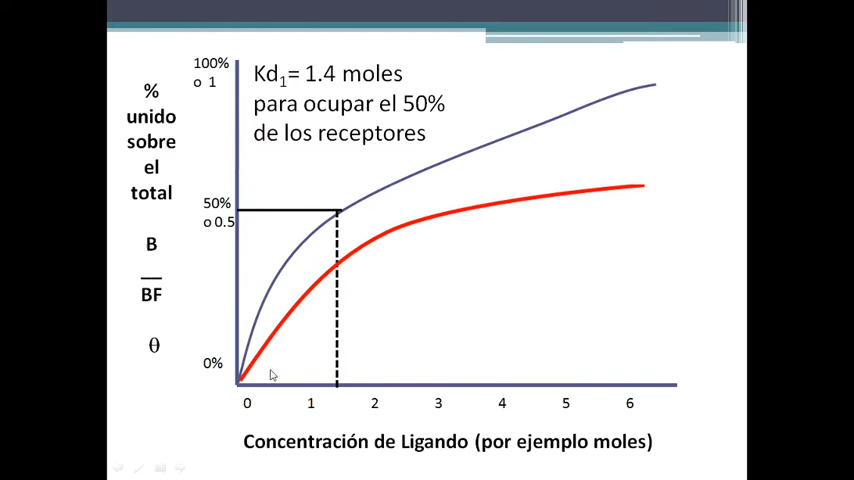 100%
o 1
Kd1= 1.4 moles
para ocupar el 50%
de los receptores
%
unido
sobre
el
total
50%
o 0.5
B
BF
θ
0%
0 1 2 3 4 5 6
Concentración de Ligando (por ejemplo moles)